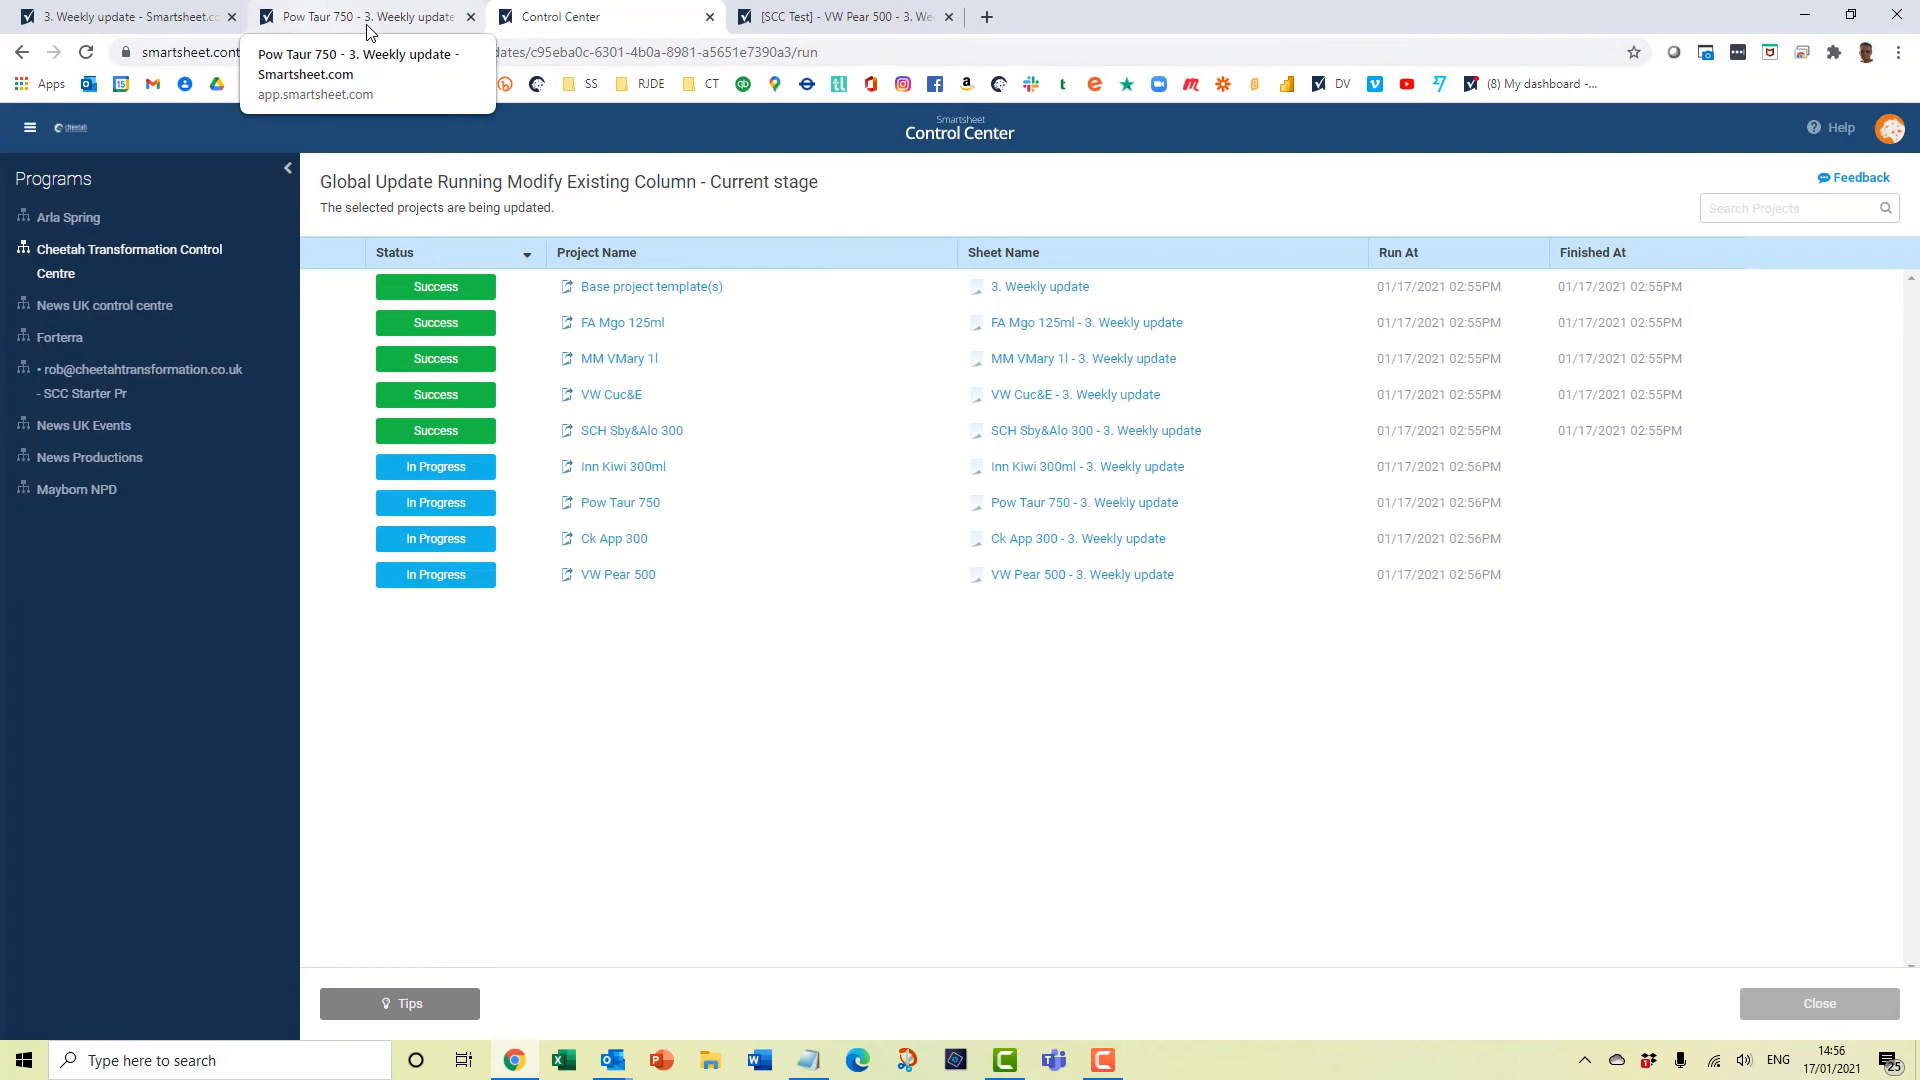 3. Weekly update - Smartsheet.c
Pow Taur 750 - 3. Weekly update
Control Center
[SCC Test] - VW Pear 500 - 3. We
smartsheet.cont
dates/c95eba0c-6301-4b0a-8981-a5651e7390a3/run
Pow Taur 750 - 3. Weekly update -
Smartsheet.com
app.smartsheet.com
Apps
SS
RJDE
CT
DV
(8) My dashboard -...
cheetah
Smartsheet
Control Center
Help
Programs
Arla Spring
Cheetah Transformation Control
Centre
News UK control centre
Forterra
• rob@cheetahtransformation.co.uk
- SCC Starter Pr
News UK Events
News Productions
Mayborn NPD
Global Update Running Modify Existing Column - Current stage
The selected projects are being updated.
Feedback
Search Projects
Status Project Name Sheet Name Run At Finished At
Success Base project template(s) 3. Weekly update 01/17/2021 02:55PM 01/17/2021 02:55PM
Success FA Mgo 125ml FA Mgo 125ml - 3. Weekly update 01/17/2021 02:55PM 01/17/2021 02:55PM
Success MM VMary 1l MM VMary 1l - 3. Weekly update 01/17/2021 02:55PM 01/17/2021 02:55PM
Success VW Cuc&E VW Cuc&E - 3. Weekly update 01/17/2021 02:55PM 01/17/2021 02:55PM
Success SCH Sby&Alo 300 SCH Sby&Alo 300 - 3. Weekly update 01/17/2021 02:55PM 01/17/2021 02:55PM
In Progress Inn Kiwi 300ml Inn Kiwi 300ml - 3. Weekly update 01/17/2021 02:56PM
In Progress Pow Taur 750 Pow Taur 750 - 3. Weekly update 01/17/2021 02:56PM
In Progress Ck App 300 Ck App 300 - 3. Weekly update 01/17/2021 02:56PM
In Progress VW Pear 500 VW Pear 500 - 3. Weekly update 01/17/2021 02:56PM
Tips
Close
Type here to search
ENG
14:56
17/01/2021
25